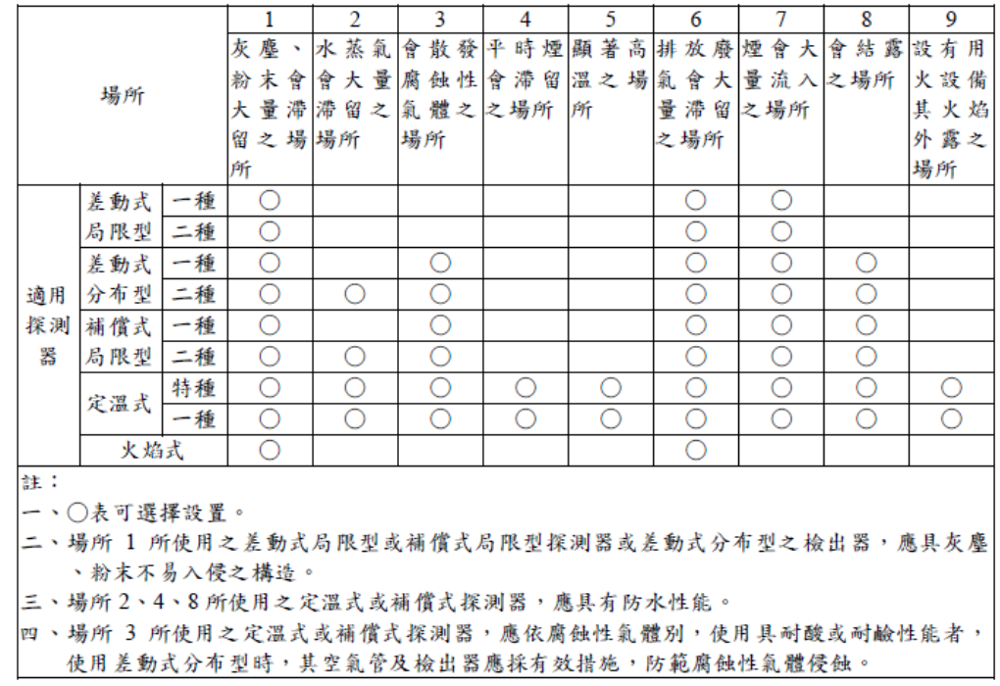 1 2 3 4 5 6 7 8 9
場所
灰塵、粉末會大量滯留之場所
水蒸氣會大量滯留之場所
會散發腐蝕性氣體之場所
平時煙會滯留之場所
顯著高溫之場所
排放廢氣會大量滯留之場所
煙會大量流入之場所
會結露之場所
設有用火設備其火焰外露之場所
適用探測器
差動式局限型 一種 ○ ○ ○
二種 ○ ○ ○
差動式分布型 一種 ○ ○ ○ ○ ○
二種 ○ ○ ○ ○ ○ ○
補償式局限型 一種 ○ ○ ○ ○ ○
二種 ○ ○ ○ ○ ○ ○
定溫式 特種 ○ ○ ○ ○ ○ ○ ○ ○ ○
一種 ○ ○ ○ ○ ○ ○ ○ ○ ○
火焰式 ○ ○
註：
一、○表可選擇設置。
二、場所 1 所使用之差動式局限型或補償式局限型探測器或差動式分布型之檢出器，應具灰塵
、粉末不易入侵之構造。
三、場所 2、4、8 所使用之定溫式或補償式探測器，應具有防水性能。
四、場所 3 所使用之定溫式或補償式探測器，應依腐蝕性氣體別，使用具耐酸或耐鹼性能者，
使用差動式分布型時，其空氣管及檢出器應採有效措施，防範腐蝕性氣體侵蝕。